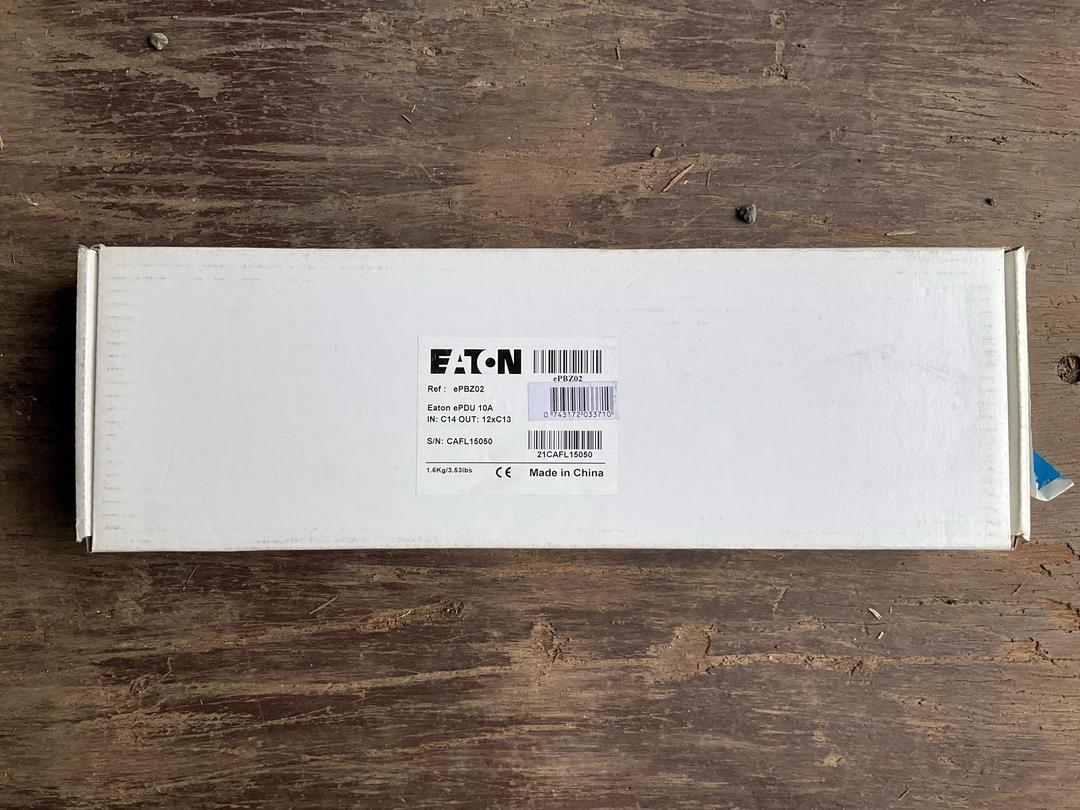 EATON
ePBZ02
Ref : ePBZ02
0 743172 033710
Eaton ePDU 10A
IN: C14 OUT: 12xC13
S/N: CAFL15050
21CAFL15050
1.6Kg/3.53lbs CE Made in China